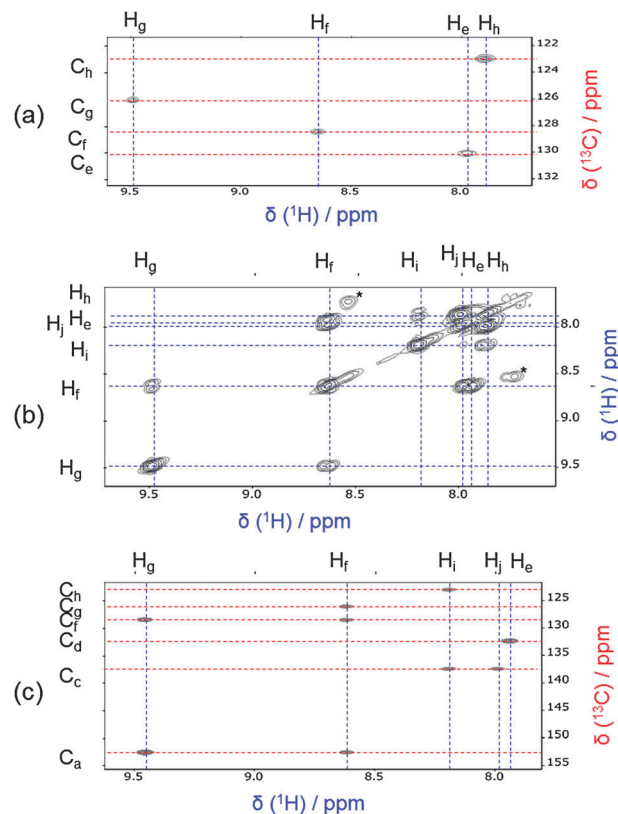 Hg Hf He Hh
Ch
Cg
Cf
Ce
(a)
122
124
126
128
130
132
δ (¹³C) / ppm
9.5 9.0 8.5 8.0
δ (¹H) / ppm
Hg Hf Hi Hj He Hh
Hh
Hj He
Hi
Hf
Hg
(b)
*
*
8.0
8.5
9.0
9.5
δ (¹H) / ppm
9.5 9.0 8.5 8.0
δ (¹H) / ppm
Hg Hf Hi Hj He
Ch
Cg
Cf
Cd
Cc
Ca
(c)
125
130
135
140
145
150
155
δ (¹³C) / ppm
9.5 9.0 8.5 8.0
δ (¹H) / ppm